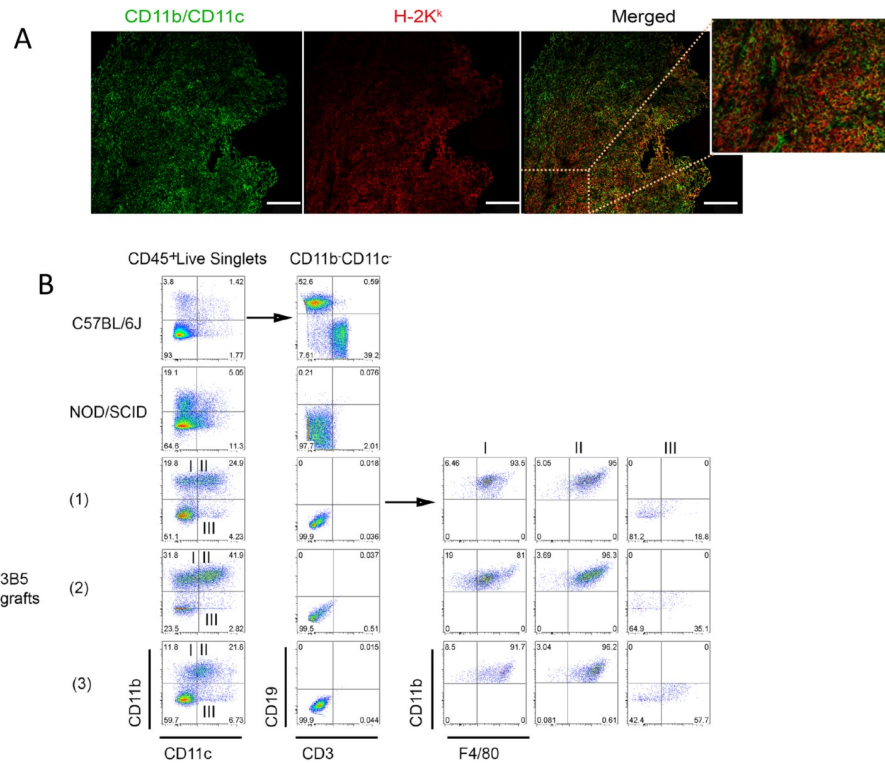 CD11b/CD11c H-2Kᵏ Merged
A
CD45⁺Live Singlets CD11b⁻CD11c⁻
B
C57BL/6J
3.8 1.42
93 1.77
52.6 0.59
7.61 39.2
NOD/SCID
19.1 5.05
64.6 11.3
0.21 0.076
97.7 2.01
I II III
3B5
grafts
(1)
19.8 24.9
I II
III
51.1 4.23
0 0.018
99.9 0.036
6.46 93.5
0 0
5.05 95
0 0
0 0
81.2 18.8
(2)
31.8 41.9
I II
III
23.5 2.82
0 0.037
99.5 0.51
19 81
0 0
3.69 96.3
0 0
0 0
64.9 35.1
(3)
11.8 21.8
I II
III
59.7 6.73
0 0.015
99.9 0.044
8.5 91.7
0 0
3.04 96.2
0.081 0.61
0 0
42.4 57.7
CD11b
CD19
CD11b
CD11c CD3 F4/80